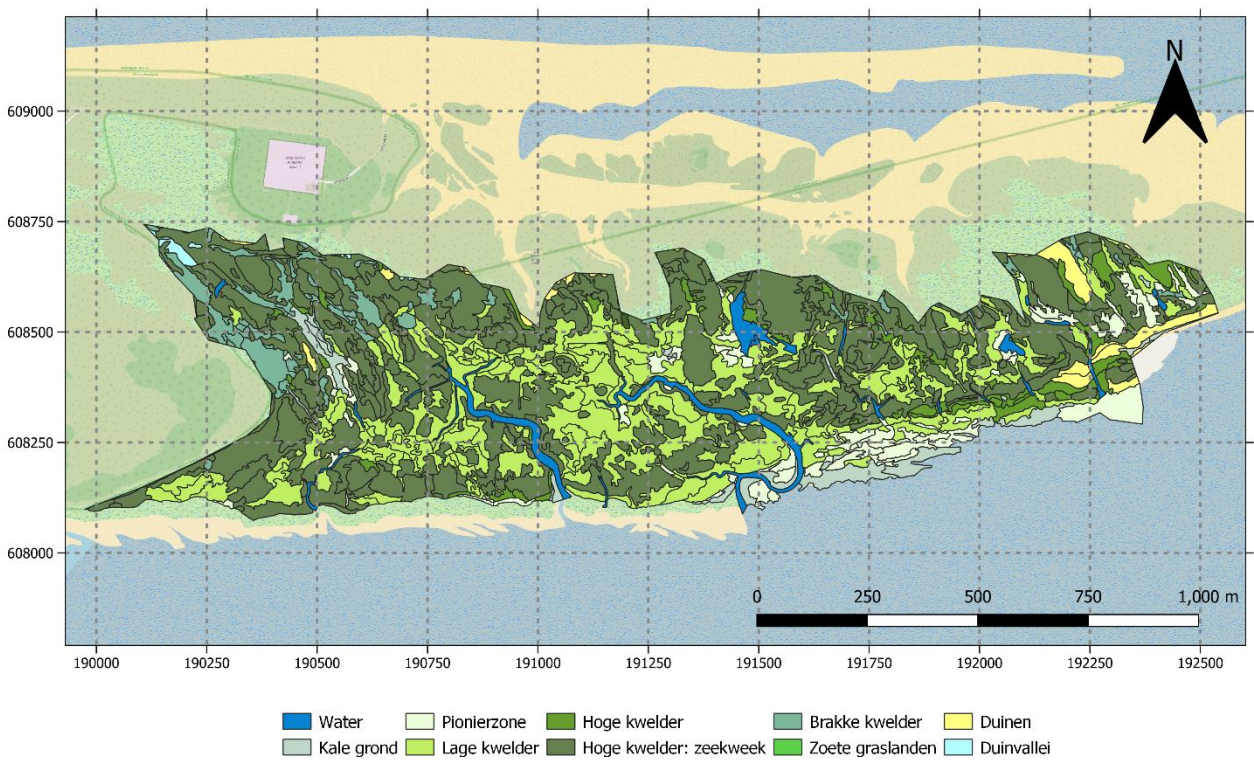 N
609000
608750
608500
608250
608000
0 250 500 750 1,000 m
190000 190250 190500 190750 191000 191250 191500 191750 192000 192250 192500
Water Pionierzone Hoge kwelder Brakke kwelder Duinen
Kale grond Lage kwelder Hoge kwelder: zeekweek Zoete graslanden Duinvallei